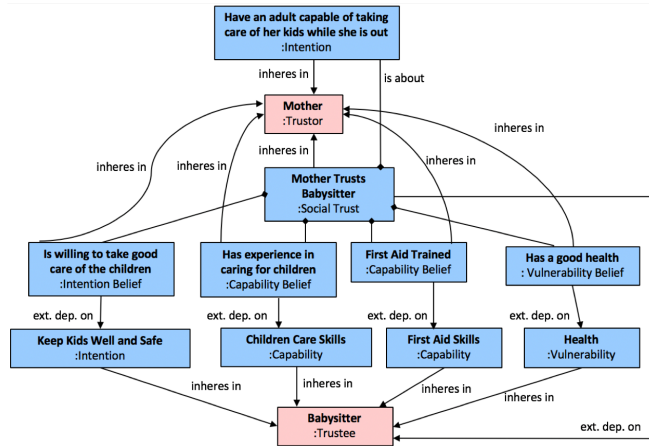 Have an adult capable of taking
care of her kids while she is out
:Intention
inheres in
is about
Mother
:Trustor
inheres in
inheres in
inheres in
inheres in
inheres in
Mother Trusts
Babysitter
:Social Trust
Is willing to take good
care of the children
:Intention Belief
Has experience in
caring for children
:Capability Belief
First Aid Trained
:Capability Belief
Has a good health
: Vulnerability Belief
ext. dep. on
ext. dep. on
ext. dep. on
ext. dep. on
Keep Kids Well and Safe
:Intention
Children Care Skills
:Capability
First Aid Skills
:Capability
Health
:Vulnerability
inheres in
inheres in
inheres in
inheres in
Babysitter
:Trustee
ext. dep. on